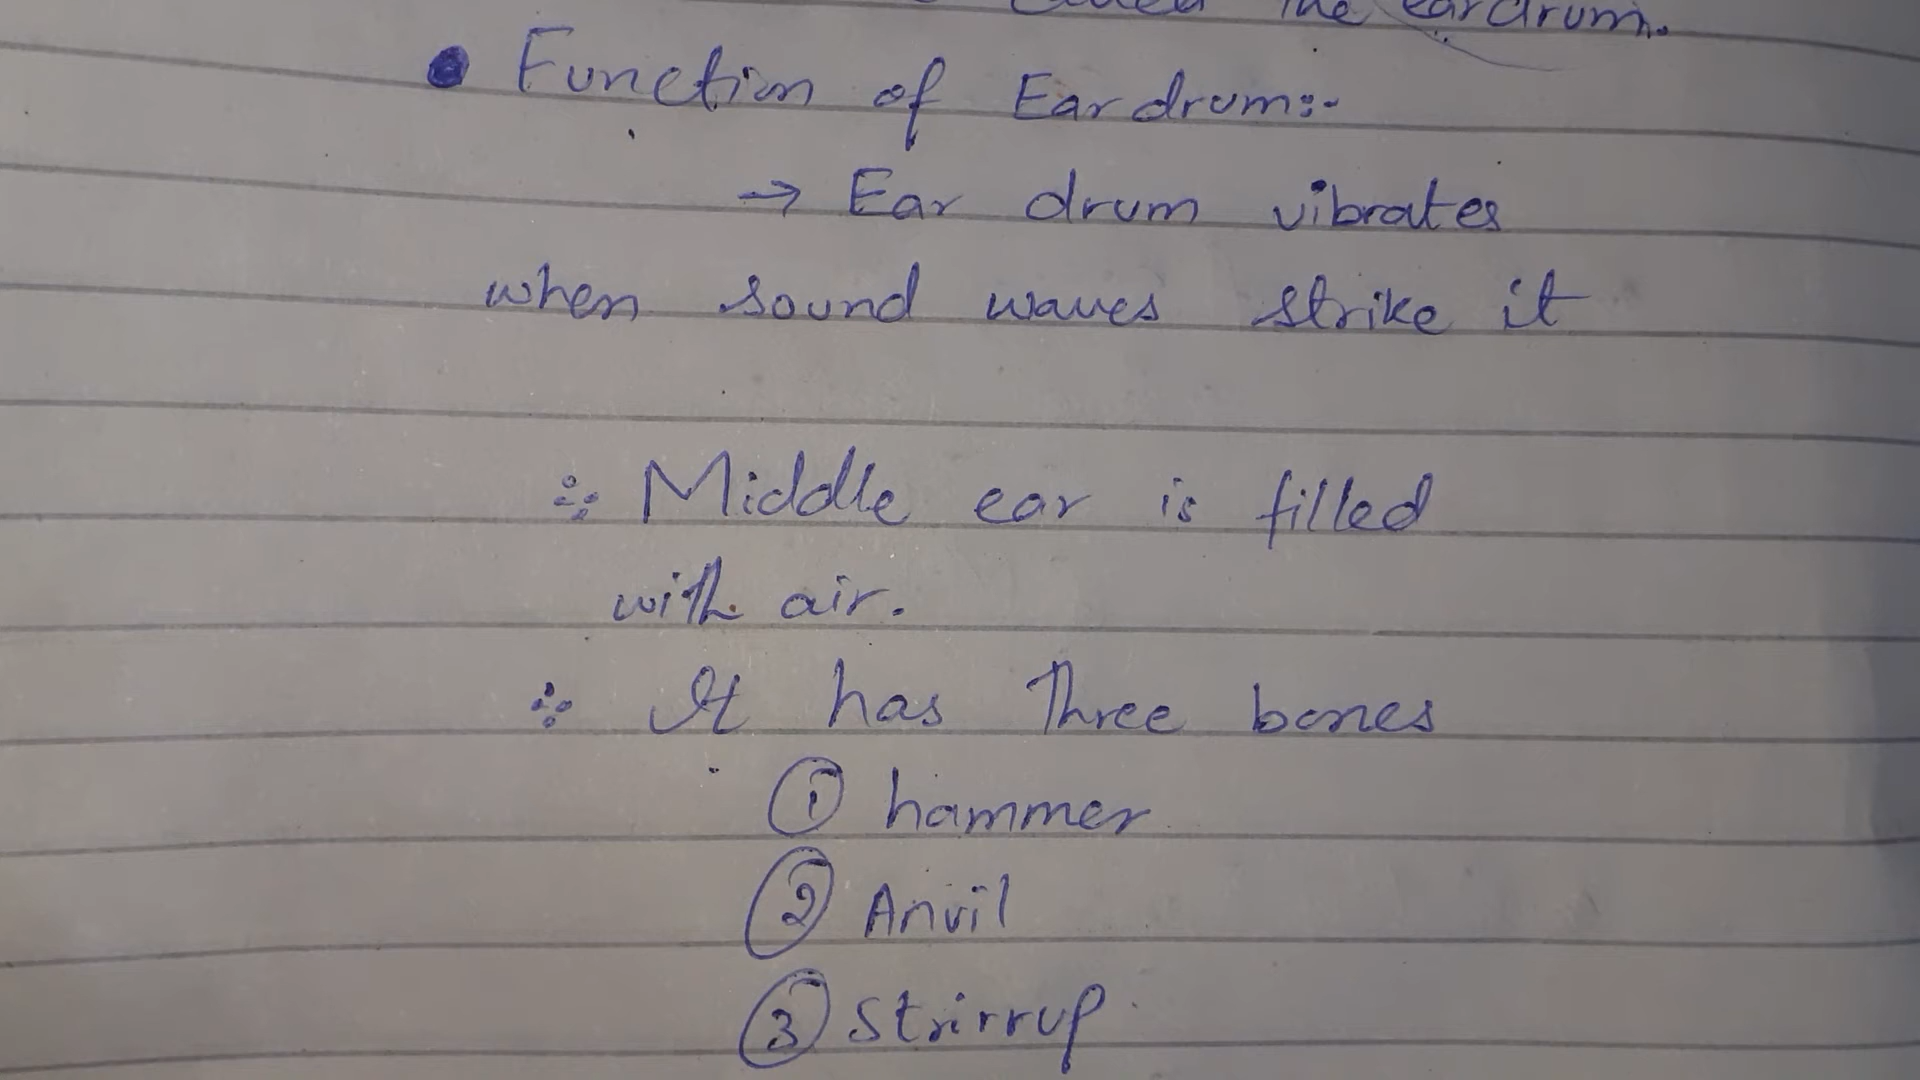 the eardrum.
● Function of Eardrum:-
→ Ear drum vibrates
when sound waves strike it
Middle ear is filled
with air.
It has three bones
① hammer
② Anvil
③ Strirrup